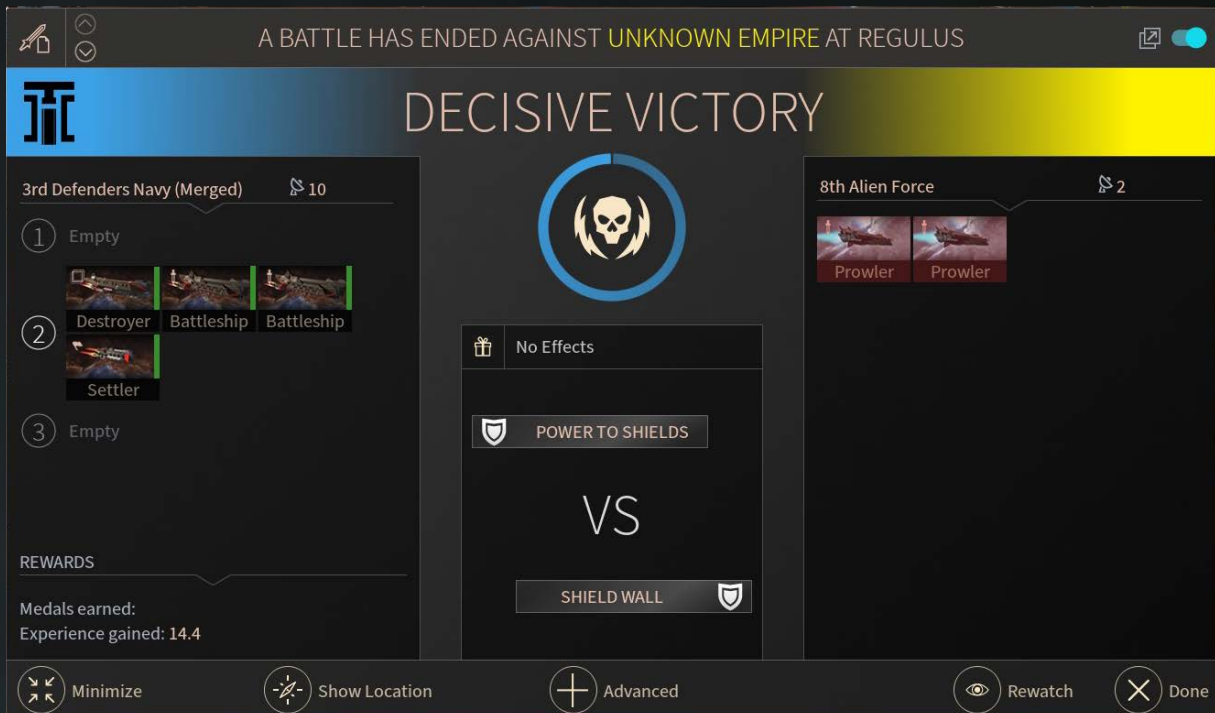 A BATTLE HAS ENDED AGAINST UNKNOWN EMPIRE AT REGULUS
DECISIVE VICTORY
3rd Defenders Navy (Merged) 10
1 Empty
2
Destroyer Battleship Battleship
Settler
3 Empty
REWARDS
Medals earned:
Experience gained: 14.4
No Effects
POWER TO SHIELDS
VS
SHIELD WALL
8th Alien Force 2
Prowler Prowler
Minimize Show Location Advanced Rewatch Done